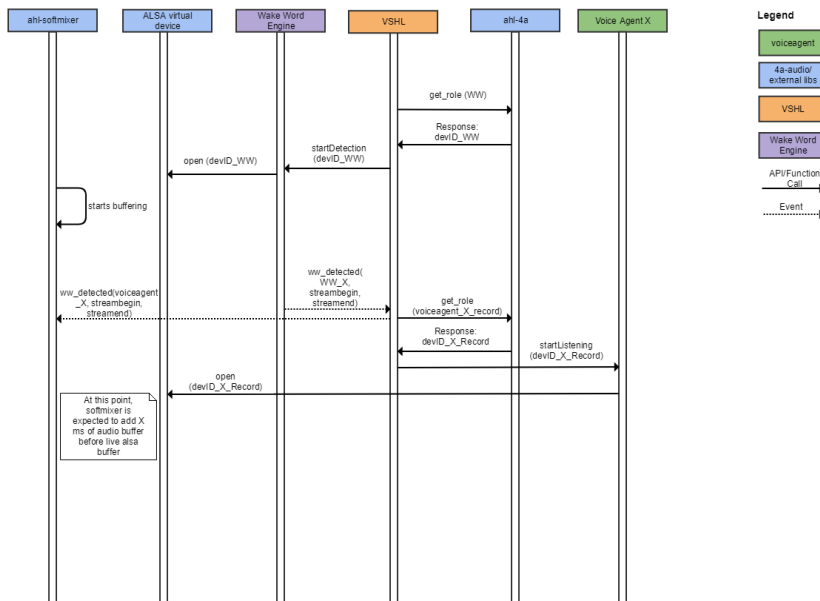 ahl-softmixer
ALSA virtual
device
Wake Word
Engine
VSHL
ahl-4a
Voice Agent X
Legend
voiceagent
4a-audio/
external libs
VSHL
Wake Word
Engine
API/Function
Call
Event
get_role (WW)
Response:
devID_WW
startDetection
(devID_WW)
open (devID_WW)
starts buffering
ww_detected(
WW_X,
streambegin,
streamend)
ww_detected(voiceagent
_X, streambegin,
streamend)
get_role
(voiceagent_X_record)
Response:
devID_X_Record
startListening
(devID_X_Record)
open
(devID_X_Record)
At this point,
softmixer is
expected to add X
ms of audio buffer
before live alsa
buffer